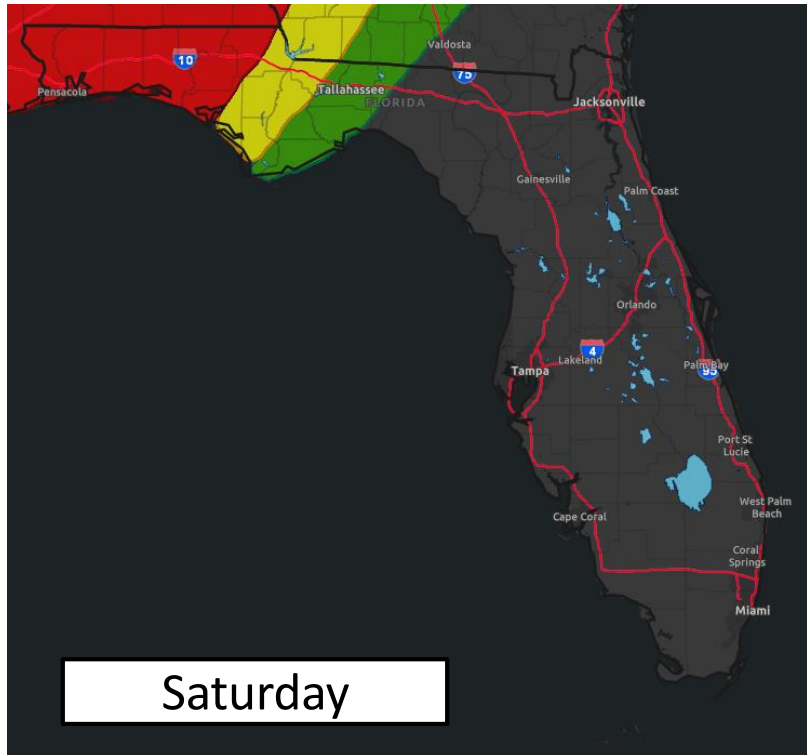 Valdosta
10
75
Pensacola
Tallahassee
FLORIDA
Jacksonville
Gainesville
Palm Coast
Orlando
4
Lakeland
Tampa
Palm Bay
95
Port St
Lucie
West Palm
Beach
Cape Coral
Coral
Springs
Miami
Saturday